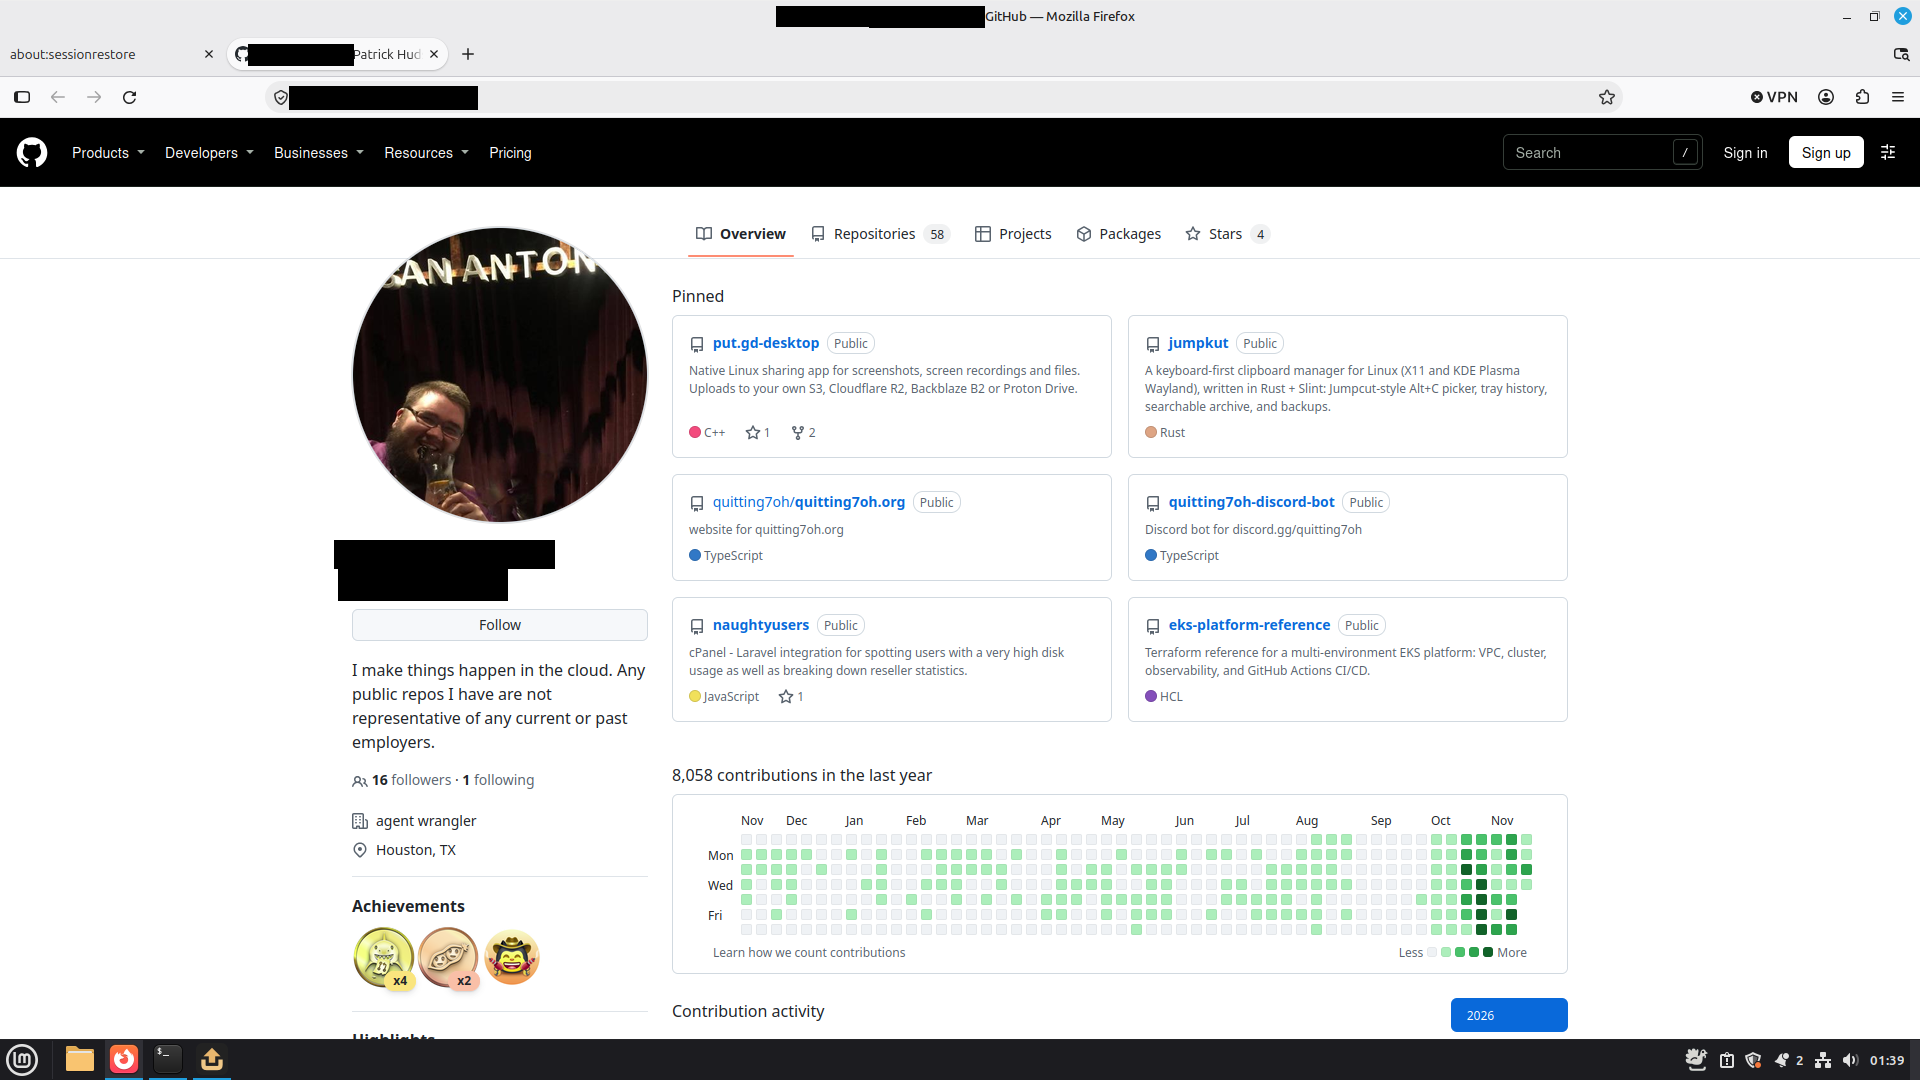 GitHub — Mozilla Firefox
about:sessionrestore
Patrick Hud
VPN
Products
Developers
Businesses
Resources
Pricing
Search
/
Sign in
Sign up
Overview
Repositories 58
Projects
Packages
Stars 4
SAN ANTON
Follow
I make things happen in the cloud. Any
public repos I have are not
representative of any current or past
employers.
16 followers · 1 following
agent wrangler
Houston, TX
Achievements
x4
x2
Highlights
Pinned
put.gd-desktop Public
Native Linux sharing app for screenshots, screen recordings and files.
Uploads to your own S3, Cloudflare R2, Backblaze B2 or Proton Drive.
C++ 1 2
jumpkut Public
A keyboard-first clipboard manager for Linux (X11 and KDE Plasma
Wayland), written in Rust + Slint: Jumpcut-style Alt+C picker, tray history,
searchable archive, and backups.
Rust
quitting7oh/quitting7oh.org Public
website for quitting7oh.org
TypeScript
quitting7oh-discord-bot Public
Discord bot for discord.gg/quitting7oh
TypeScript
naughtyusers Public
cPanel - Laravel integration for spotting users with a very high disk
usage as well as breaking down reseller statistics.
JavaScript 1
eks-platform-reference Public
Terraform reference for a multi-environment EKS platform: VPC, cluster,
observability, and GitHub Actions CI/CD.
HCL
8,058 contributions in the last year
Nov Dec Jan Feb Mar Apr May Jun Jul Aug Sep Oct Nov
Mon
Wed
Fri
Learn how we count contributions
Less More
Contribution activity
2026
2
01:39